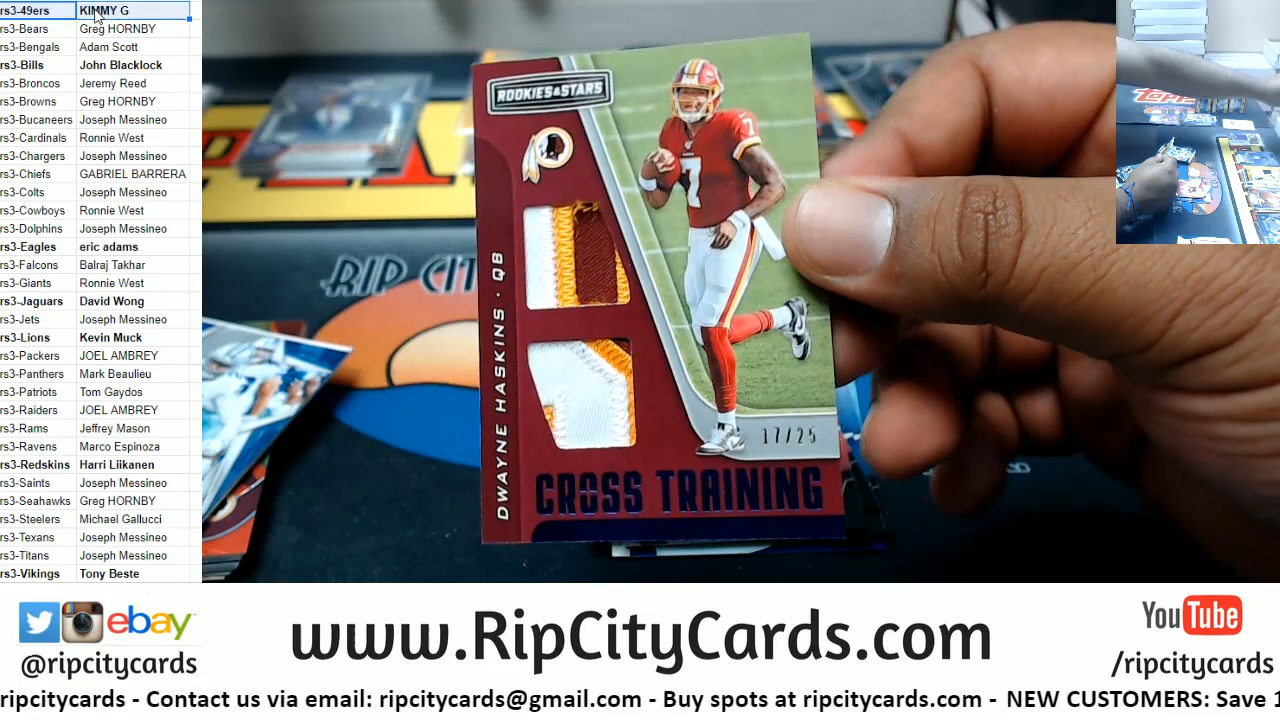 rs3-49ers KIMMY G
rs3-Bears Greg HORNBY
rs3-Bengals Adam Scott
rs3-Bills John Blacklock
rs3-Broncos Jeremy Reed
rs3-Browns Greg HORNBY
rs3-Bucaneers Joseph Messineo
rs3-Cardinals Ronnie West
rs3-Chargers Joseph Messineo
rs3-Chiefs GABRIEL BARRERA
rs3-Colts Joseph Messineo
rs3-Cowboys Ronnie West
rs3-Dolphins Joseph Messineo
rs3-Eagles eric adams
rs3-Falcons Balraj Takhar
rs3-Giants Ronnie West
rs3-Jaguars David Wong
rs3-Jets Joseph Messineo
rs3-Lions Kevin Muck
rs3-Packers JOEL AMBREY
rs3-Panthers Mark Beaulieu
rs3-Patriots Tom Gaydos
rs3-Raiders JOEL AMBREY
rs3-Rams Jeffrey Mason
rs3-Ravens Marco Espinoza
rs3-Redskins Harri Liikanen
rs3-Saints Joseph Messineo
rs3-Seahawks Greg HORNBY
rs3-Steelers Michael Gallucci
rs3-Texans Joseph Messineo
rs3-Titans Joseph Messineo
rs3-Vikings Tony Beste
ROOKIES & STARS
7
7
DWAYNE HASKINS · QB
17/25
CROSS TRAINING
RIP CIT
ebay
@ripcitycards
www.RipCityCards.com
YouTube
/ripcitycards
ripcitycards - Contact us via email: ripcitycards@gmail.com - Buy spots at ripcitycards.com - NEW CUSTOMERS: Save 1